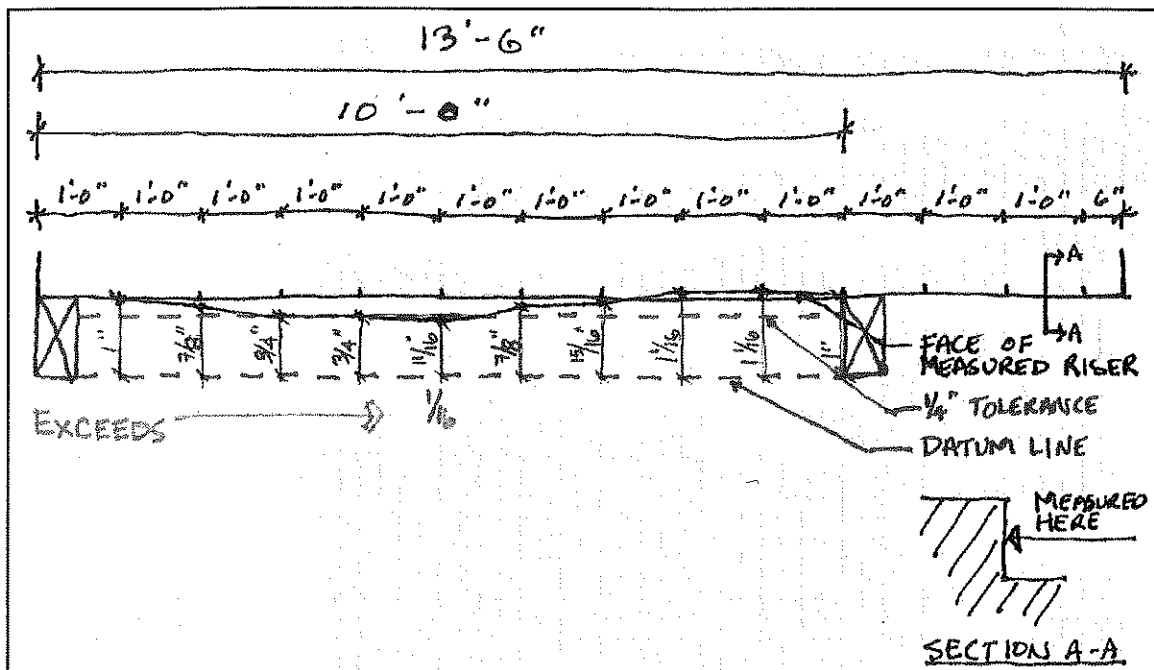 13'-6"
10'-0"
1'-0" 1'-0" 1'-0" 1'-0" 1'-0" 1'-0" 1'-0" 1'-0" 1'-0" 1'-0" 1'-0" 1'-0" 1'-0" 6"
A
1" 7/8" 3/4" 3/4" 11/16" 7/8" 15/16" 1 1/16" 1 1/16" 1"
A
FACE OF
MEASURED RISER
EXCEEDS 1/16
1/4" TOLERANCE
DATUM LINE
MEASURED
HERE
SECTION A-A